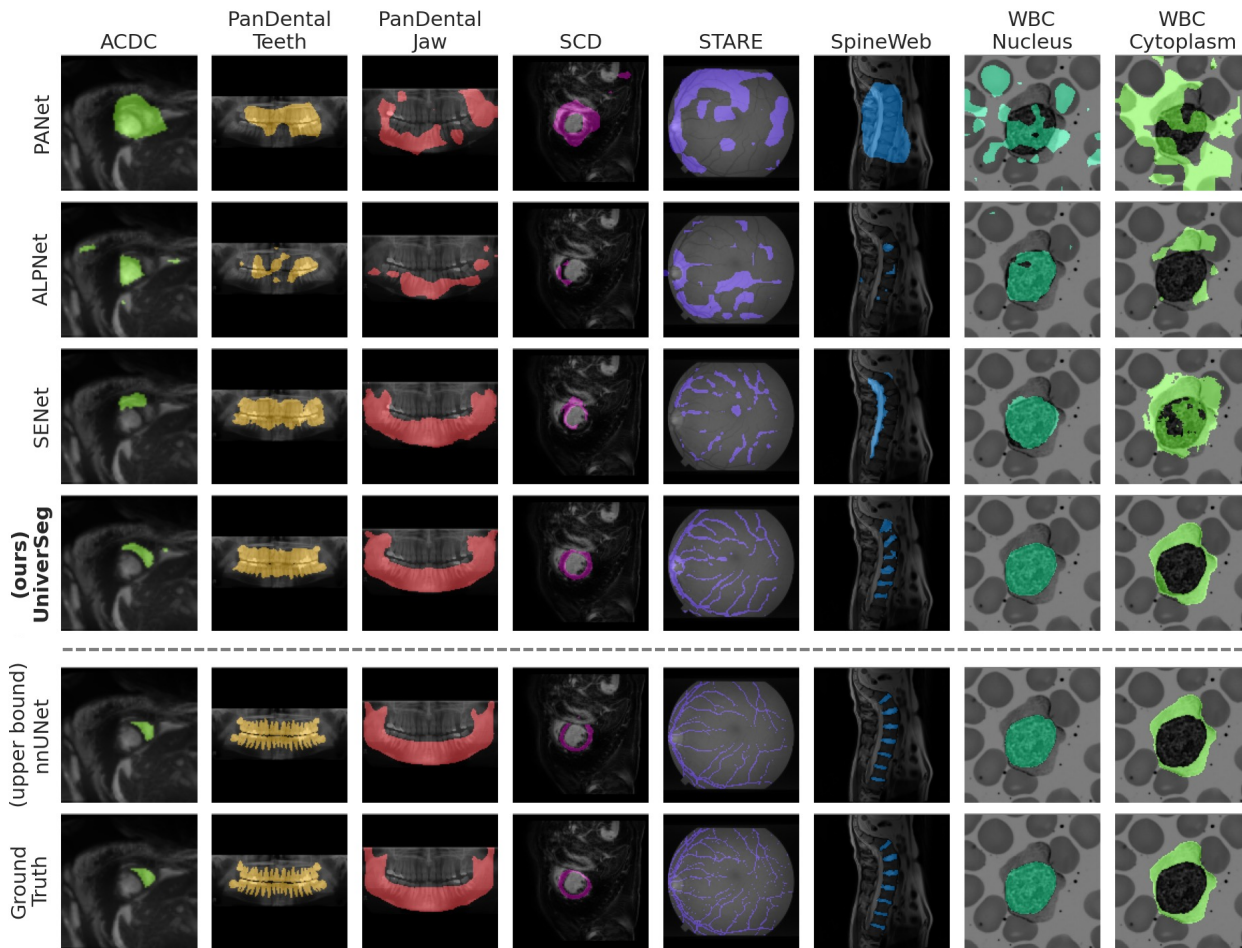 ACDC
PanDental
Teeth
PanDental
Jaw
SCD
STARE
SpineWeb
WBC
Nucleus
WBC
Cytoplasm
PANet
ALPNet
SENet
(ours)
UniverSeg
(upper bound)
nnUNet
Ground
Truth